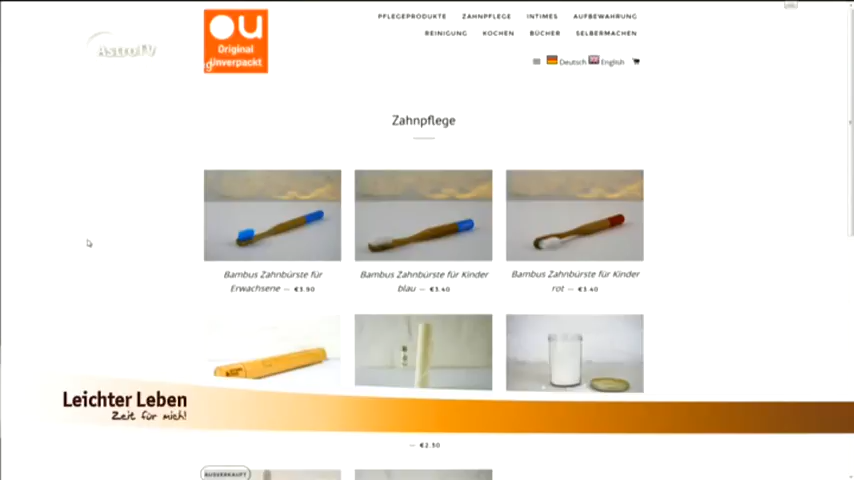 PFLEGEPRODUKTE ZAHNPFLEGE INTIMES AUFBEWAHRUNG
REINIGUNG KOCHEN BÜCHER SELBERMACHEN
AstroTV
ou
Original
Unverpackt
Deutsch English
Zahnpflege
Bambus Zahnbürste für
Erwachsene — €3.90
Bambus Zahnbürste für Kinder
blau — €3.40
Bambus Zahnbürste für Kinder
rot — €3.40
Leichter Leben
Zeit für mich!
— €2.50
AUSVERKAUFT